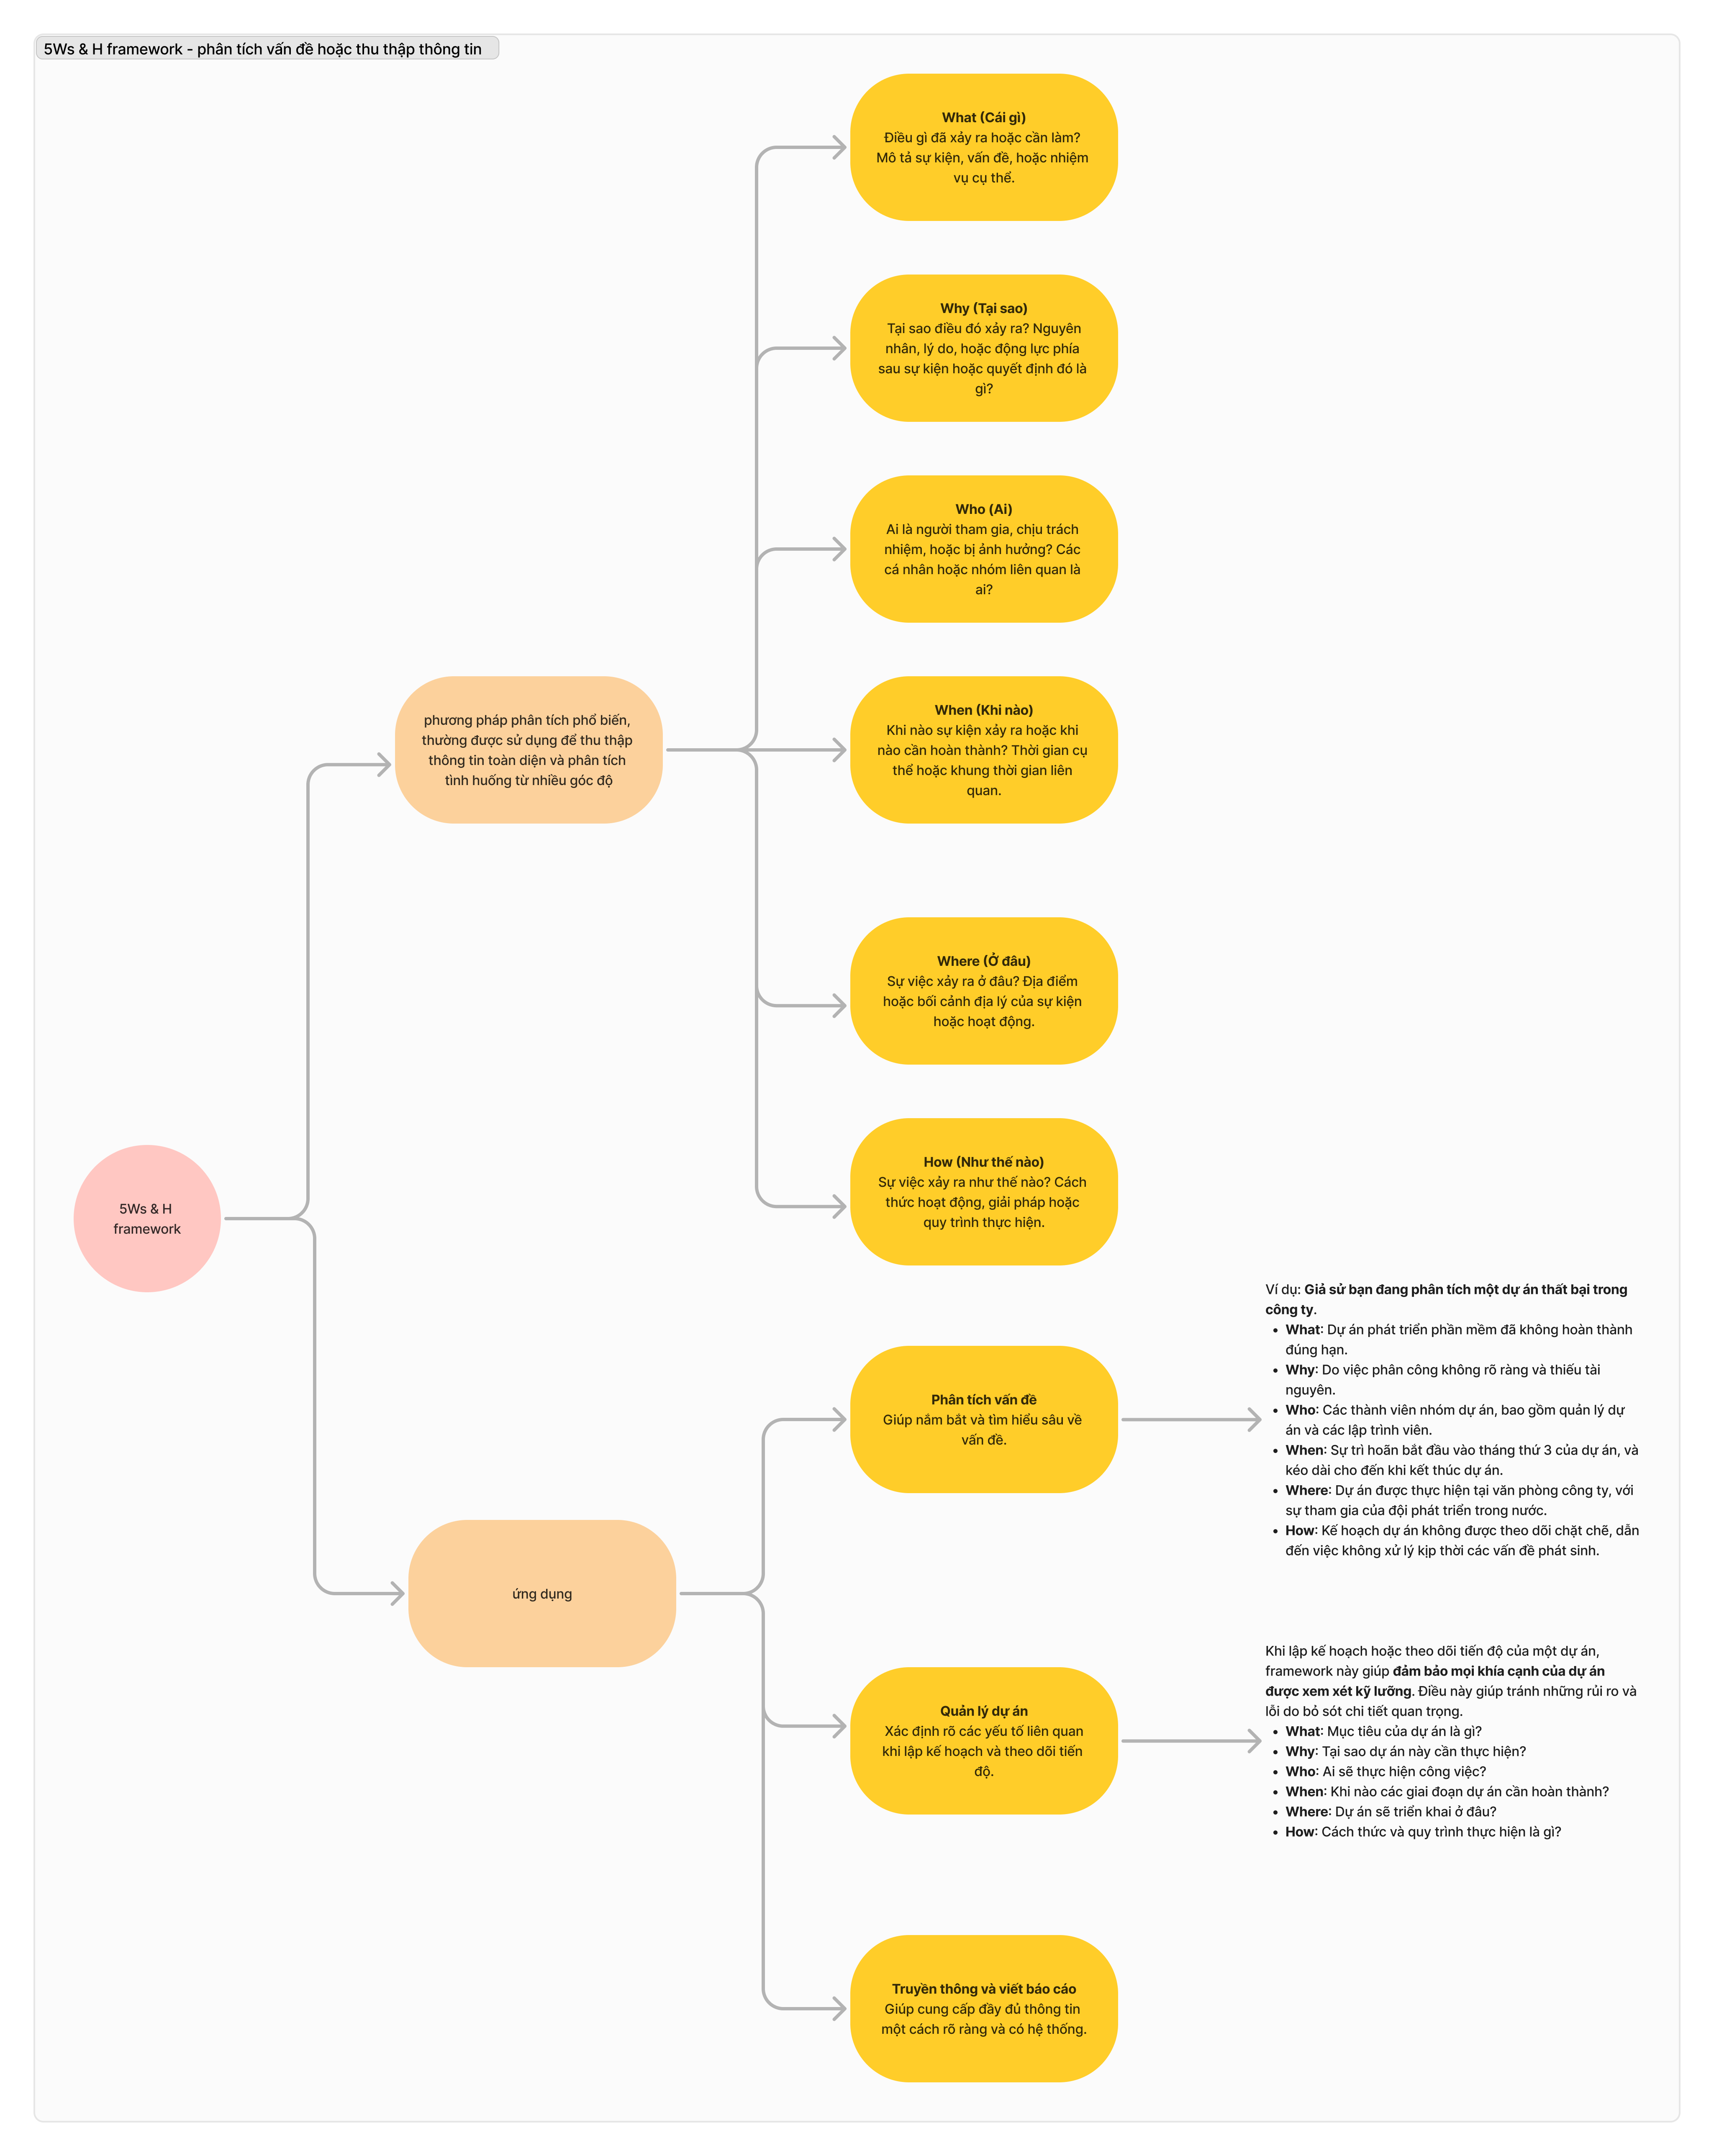 5Ws & H framework - phân tích vấn đề hoặc thu thập thông tin
What (Cái gì)
Điều gì đã xảy ra hoặc cần làm?
Mô tả sự kiện, vấn đề, hoặc nhiệm
vụ cụ thể.
Why (Tại sao)
Tại sao điều đó xảy ra? Nguyên
nhân, lý do, hoặc động lực phía
sau sự kiện hoặc quyết định đó là
gì?
Who (Ai)
Ai là người tham gia, chịu trách
nhiệm, hoặc bị ảnh hưởng? Các
cá nhân hoặc nhóm liên quan là
ai?
phương pháp phân tích phổ biến,
thường được sử dụng để thu thập
thông tin toàn diện và phân tích
tình huống từ nhiều góc độ
When (Khi nào)
Khi nào sự kiện xảy ra hoặc khi
nào cần hoàn thành? Thời gian cụ
thể hoặc khung thời gian liên
quan.
Where (Ở đâu)
Sự việc xảy ra ở đâu? Địa điểm
hoặc bối cảnh địa lý của sự kiện
hoặc hoạt động.
How (Như thế nào)
Sự việc xảy ra như thế nào? Cách
thức hoạt động, giải pháp hoặc
quy trình thực hiện.
5Ws & H
framework
Phân tích vấn đề
Giúp nắm bắt và tìm hiểu sâu về
vấn đề.
Ví dụ: Giả sử bạn đang phân tích một dự án thất bại trong
công ty.
• What: Dự án phát triển phần mềm đã không hoàn thành
đúng hạn.
• Why: Do việc phân công không rõ ràng và thiếu tài
nguyên.
• Who: Các thành viên nhóm dự án, bao gồm quản lý dự
án và các lập trình viên.
• When: Sự trì hoãn bắt đầu vào tháng thứ 3 của dự án, và
kéo dài cho đến khi kết thúc dự án.
• Where: Dự án được thực hiện tại văn phòng công ty, với
sự tham gia của đội phát triển trong nước.
• How: Kế hoạch dự án không được theo dõi chặt chẽ, dẫn
đến việc không xử lý kịp thời các vấn đề phát sinh.
ứng dụng
Quản lý dự án
Xác định rõ các yếu tố liên quan
khi lập kế hoạch và theo dõi tiến
độ.
Khi lập kế hoạch hoặc theo dõi tiến độ của một dự án,
framework này giúp đảm bảo mọi khía cạnh của dự án
được xem xét kỹ lưỡng. Điều này giúp tránh những rủi ro và
lỗi do bỏ sót chi tiết quan trọng.
• What: Mục tiêu của dự án là gì?
• Why: Tại sao dự án này cần thực hiện?
• Who: Ai sẽ thực hiện công việc?
• When: Khi nào các giai đoạn dự án cần hoàn thành?
• Where: Dự án sẽ triển khai ở đâu?
• How: Cách thức và quy trình thực hiện là gì?
Truyền thông và viết báo cáo
Giúp cung cấp đầy đủ thông tin
một cách rõ ràng và có hệ thống.